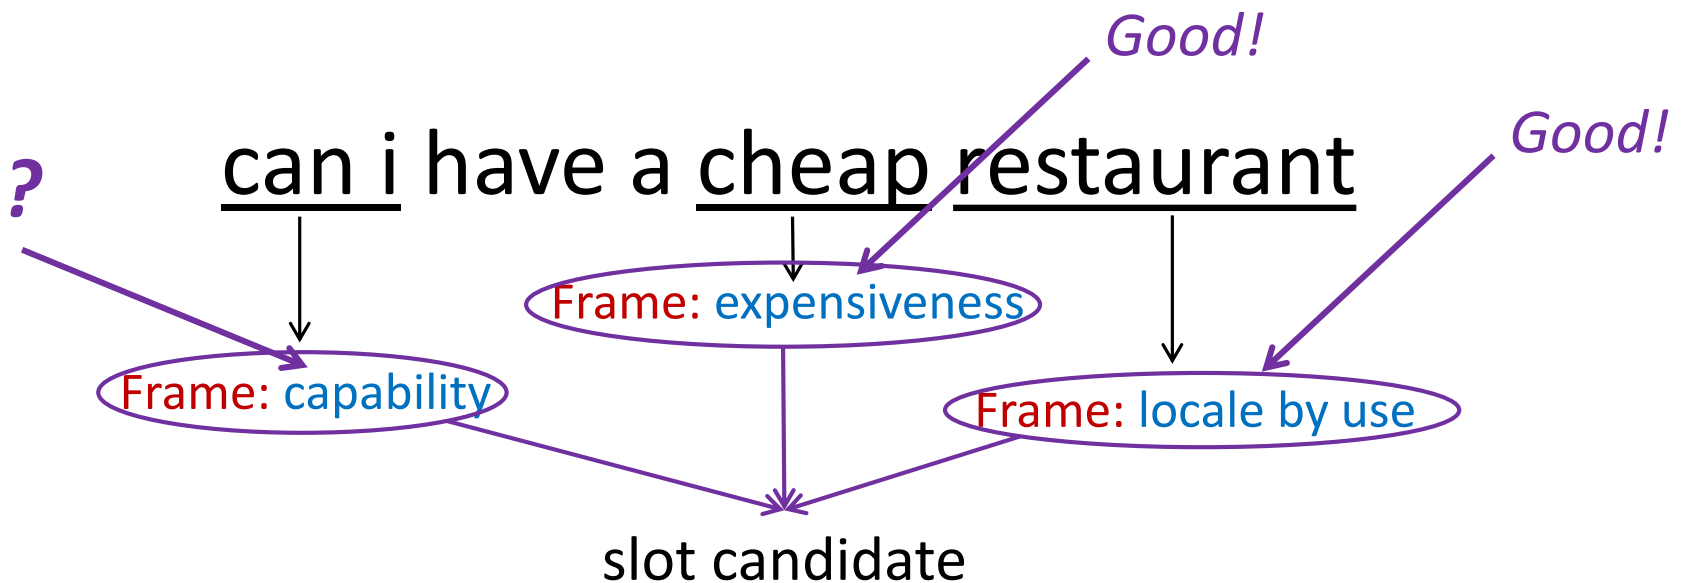 Good!
Good!
?
can i have a cheap restaurant
Frame: expensiveness
Frame: capability
Frame: locale by use
slot candidate